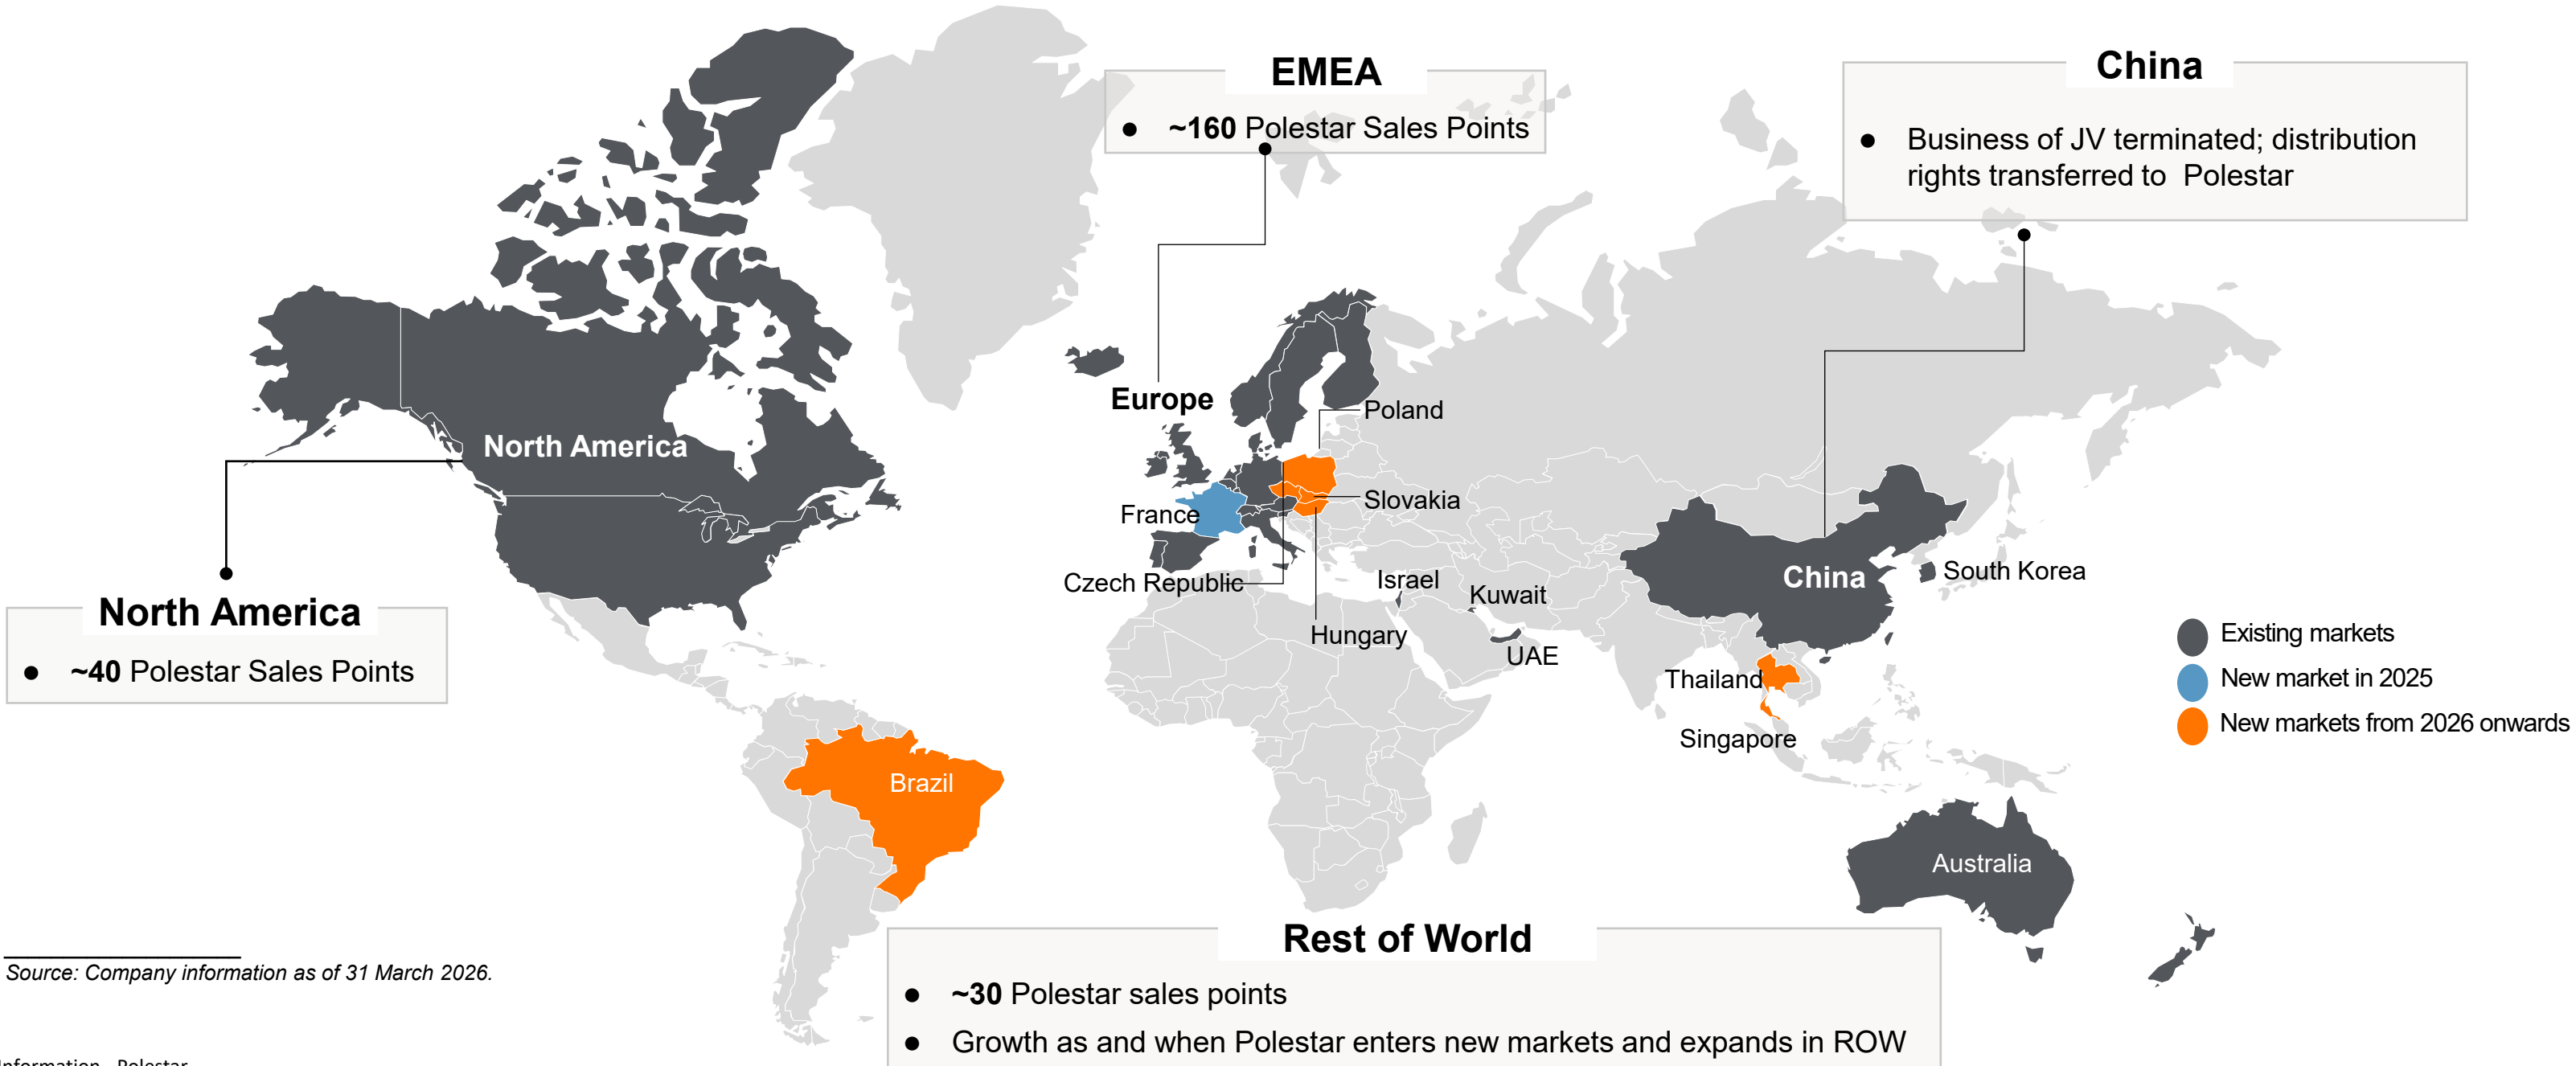 EMEA
● ~160 Polestar Sales Points
China
● Business of JV terminated; distribution
rights transferred to Polestar
Europe
North America
Poland
Slovakia
France
Czech Republic
Israel
Kuwait
Hungary
UAE
China
South Korea
Thailand
Singapore
North America
● ~40 Polestar Sales Points
Existing markets
New market in 2025
New markets from 2026 onwards
Brazil
Australia
Rest of World
● ~30 Polestar sales points
● Growth as and when Polestar enters new markets and expands in ROW
Source: Company information as of 31 March 2026.
Information - Polestar